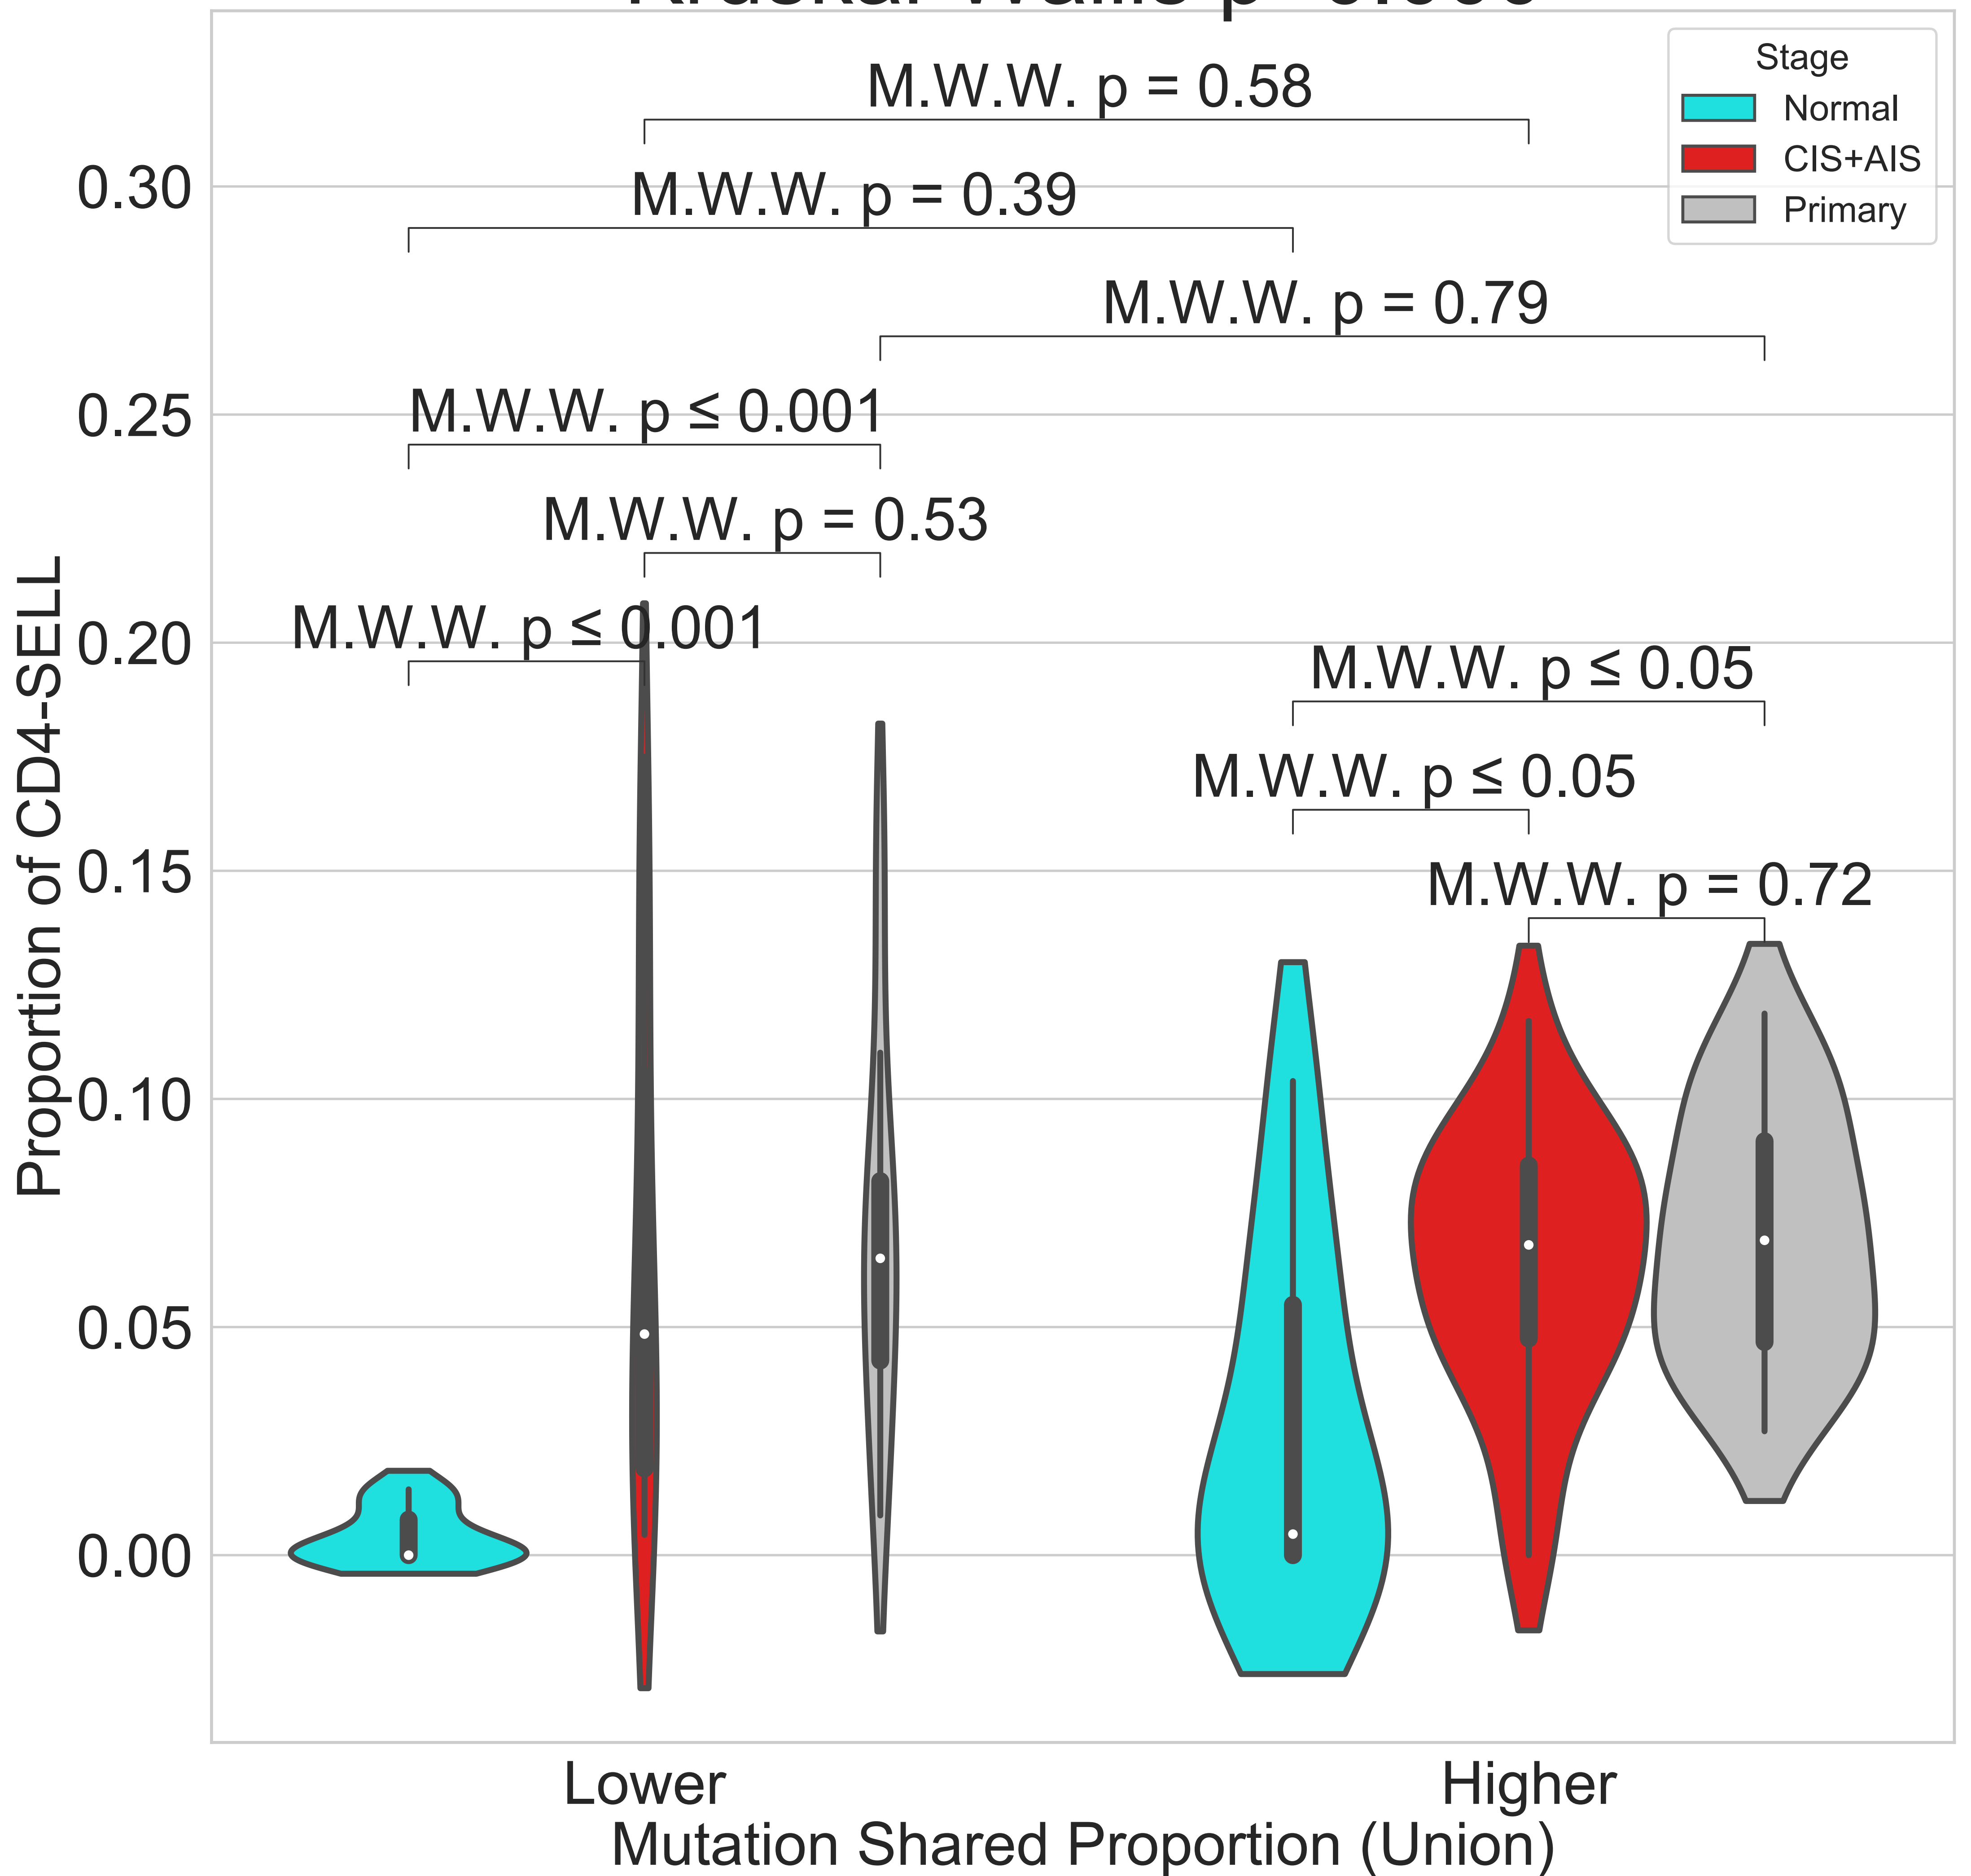 Stage
Normal
CIS+AIS
Primary
M.W.W. p = 0.58
M.W.W. p = 0.39
M.W.W. p = 0.79
M.W.W. p ≤ 0.001
M.W.W. p = 0.53
M.W.W. p ≤ 0.001
M.W.W. p ≤ 0.05
M.W.W. p ≤ 0.05
M.W.W. p = 0.72
Proportion of CD4-SELL
0.30
0.25
0.20
0.15
0.10
0.05
0.00
Lower
Higher
Mutation Shared Proportion (Union)